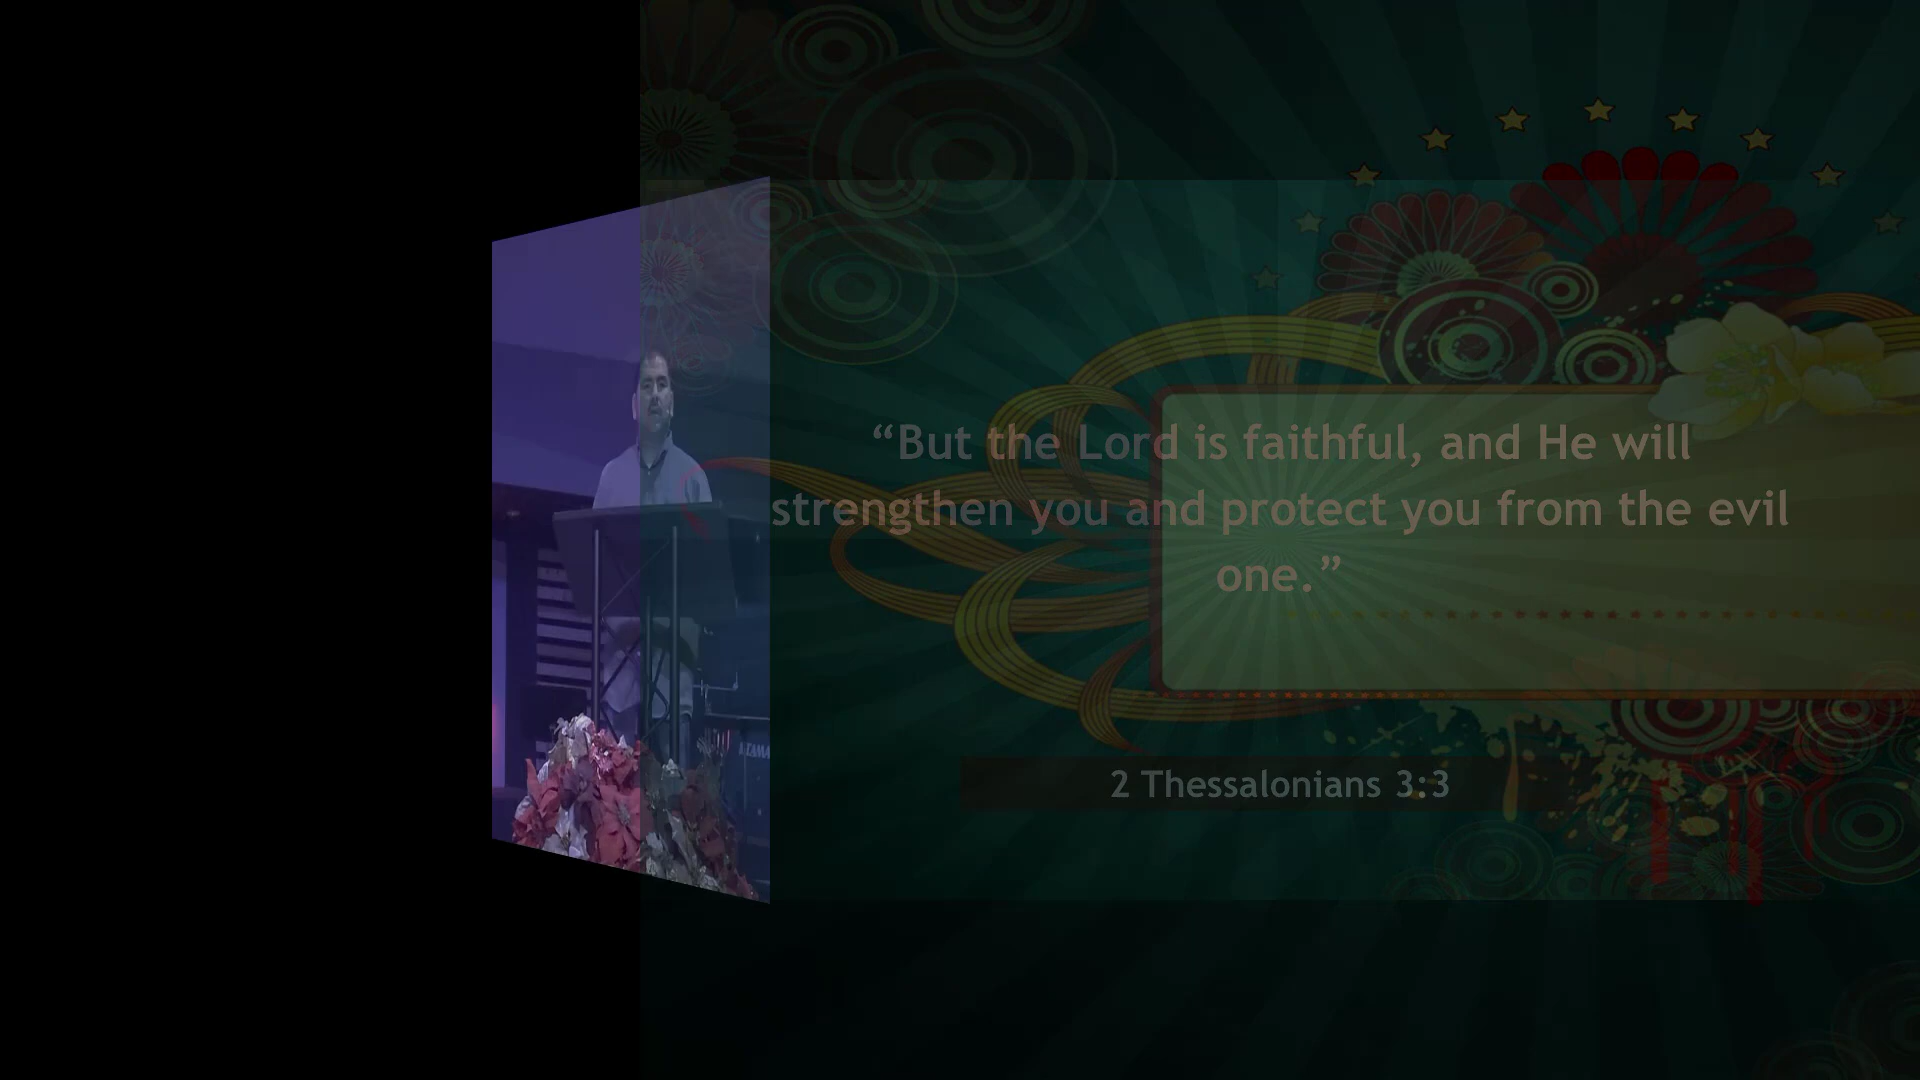 “But the Lord is faithful, and He will
strengthen you and protect you from the evil
one.”
2 Thessalonians 3:3
TAMA